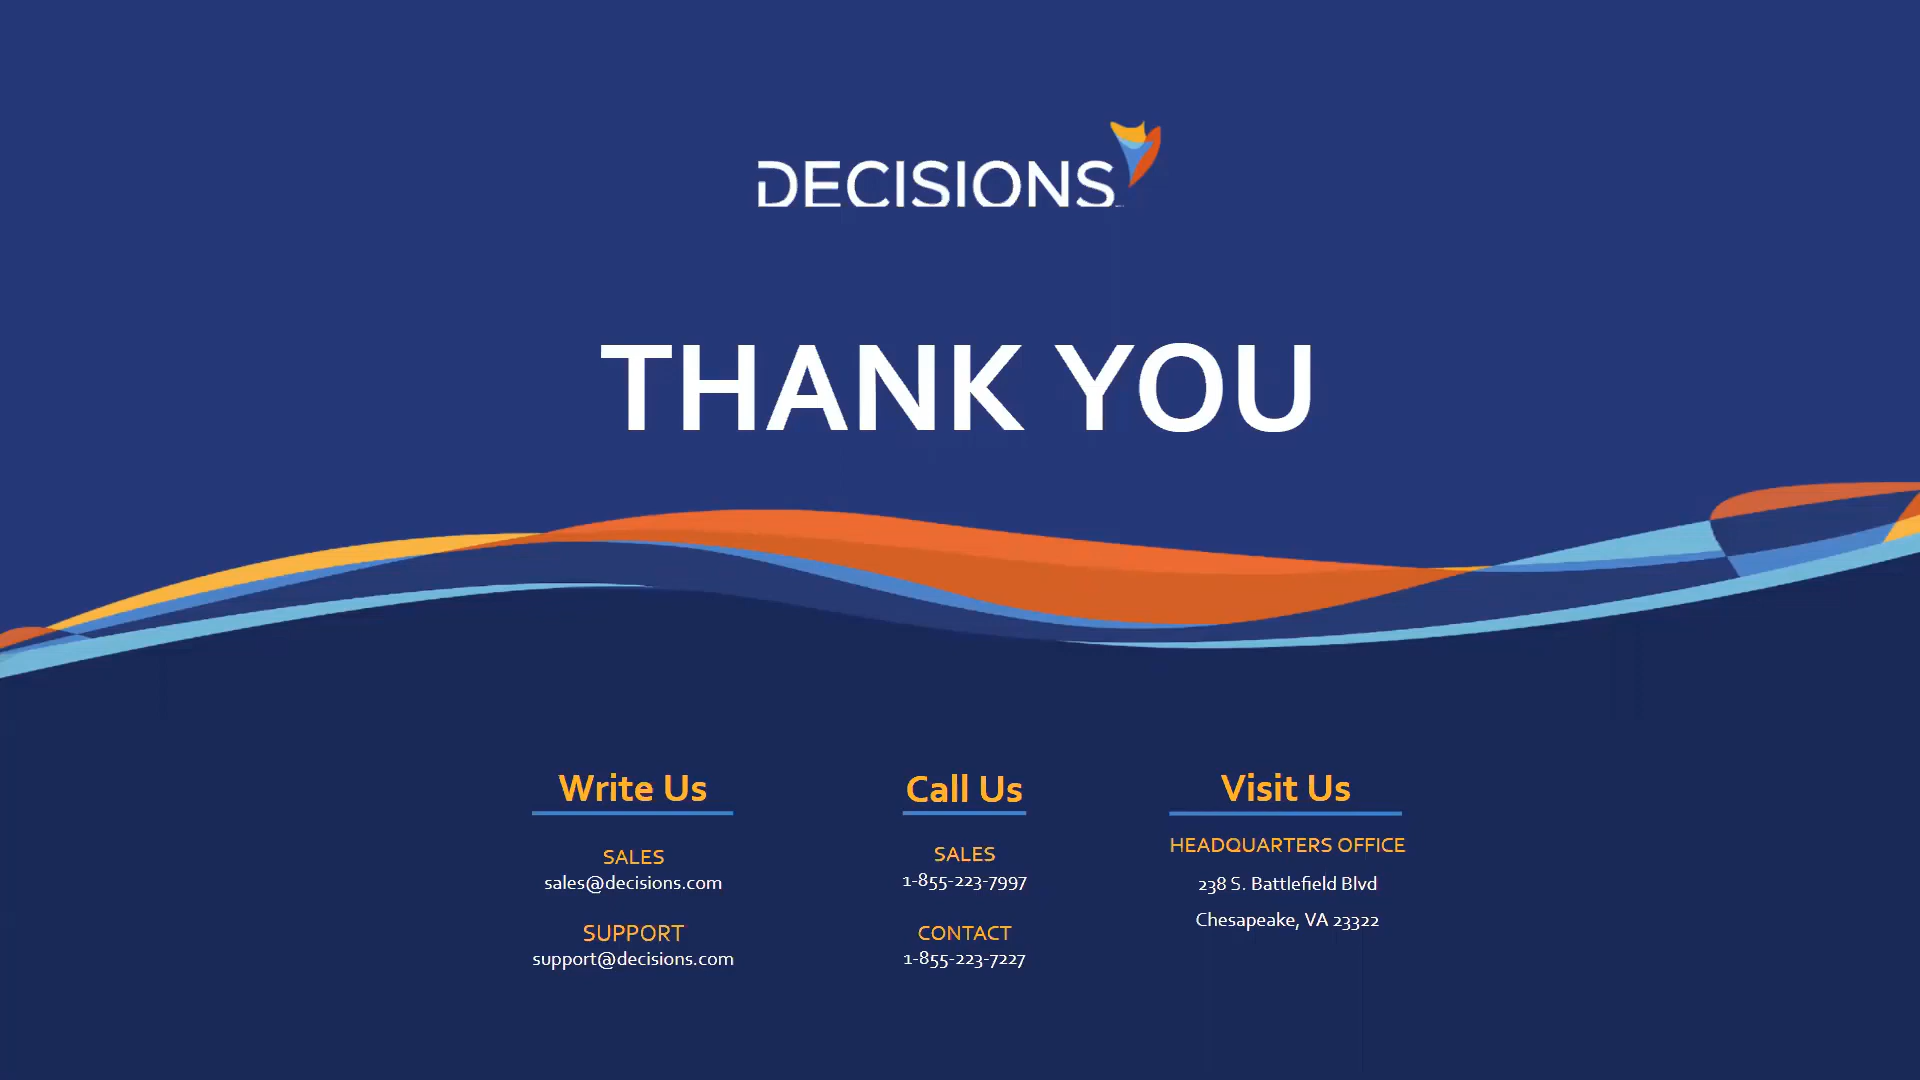 DECISIONS
THANK YOU
Write Us
SALES
sales@decisions.com
SUPPORT
support@decisions.com
Call Us
SALES
1-855-223-7997
CONTACT
1-855-223-7227
Visit Us
HEADQUARTERS OFFICE
238 S. Battlefield Blvd
Chesapeake, VA 23322